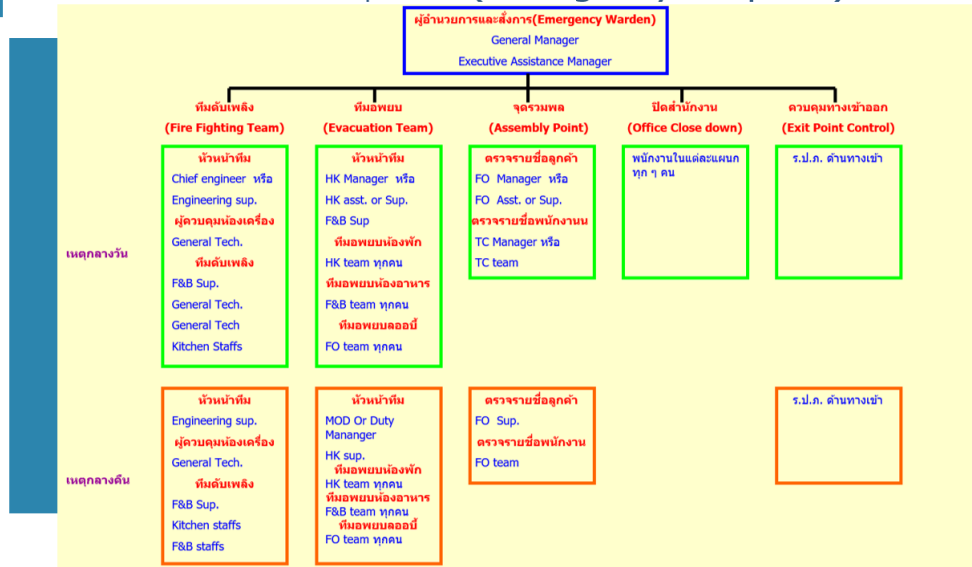 ผู้อำนวยการและสั่งการ(Emergency Warden)
General Manager
Executive Assistance Manager
ทีมดับเพลิง
(Fire Fighting Team)
ทีมอพยบ
(Evacuation Team)
จุดรวมพล
(Assembly Point)
ปิดสำนักงาน
(Office Close down)
ควบคุมทางเข้าออก
(Exit Point Control)
เหตุกลางวัน
หัวหน้าทีม
Chief engineer หรือ
Engineering sup.
ผู้ควบคุมห้องเครื่อง
General Tech.
ทีมดับเพลิง
F&B Sup.
General Tech.
General Tech
Kitchen Staffs
หัวหน้าทีม
HK Manager หรือ
HK asst. or Sup.
F&B Sup
ทีมอพยบห้องพัก
HK team ทุกคน
ทีมอพยบห้องอาหาร
F&B team ทุกคน
ทีมอพยบลออบี้
FO team ทุกคน
ตรวจรายชื่อลูกค้า
FO Manager หรือ
FO Asst. or Sup.
ตรวจรายชื่อพนักงานน
TC Manager หรือ
TC team
พนักงานในแต่ละแผนก
ทุก ๆ คน
ร.ป.ภ. ด้านทางเข้า
เหตุกลางคืน
หัวหน้าทีม
Engineering sup.
ผู้ควบคุมห้องเครื่อง
General Tech.
ทีมดับเพลิง
F&B Sup.
Kitchen staffs
F&B staffs
หัวหน้าทีม
MOD Or Duty
Mananger
HK sup.
ทีมอพยบห้องพัก
HK team ทุกคน
ทีมอพยบห้องอาหาร
F&B team ทุกคน
ทีมอพยบลออบี้
FO team ทุกคน
ตรวจรายชื่อลูกค้า
FO Sup.
ตรวจรายชื่อพนักงาน
FO team
ร.ป.ภ. ด้านทางเข้า